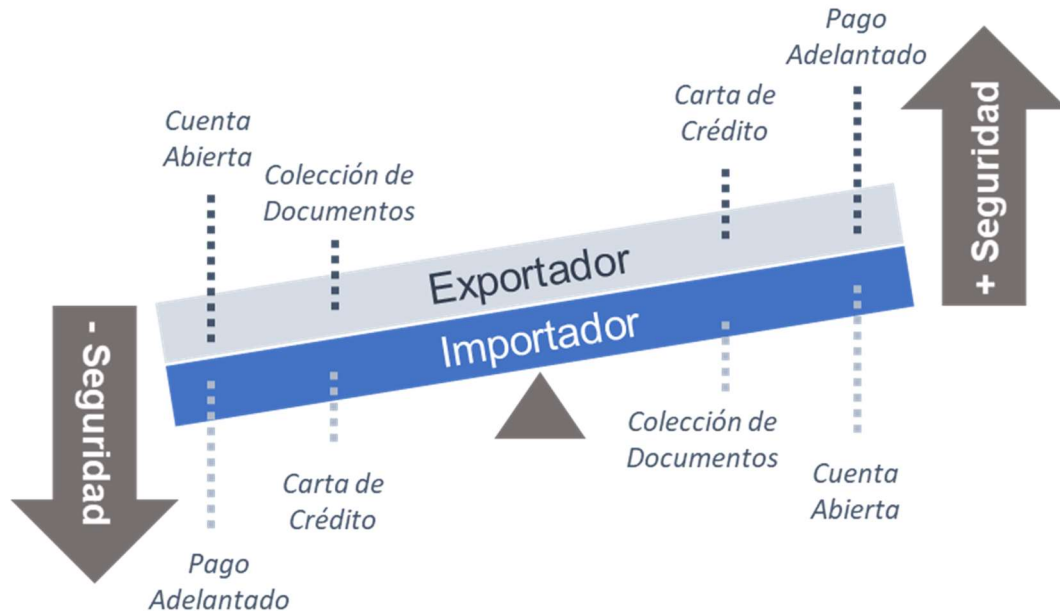 Pago
Adelantado
Carta de
Crédito
Cuenta
Abierta
Colección de
Documentos
+ Seguridad
Exportador
Importador
- Seguridad
Colección de
Documentos
Cuenta
Abierta
Carta de
Crédito
Pago
Adelantado